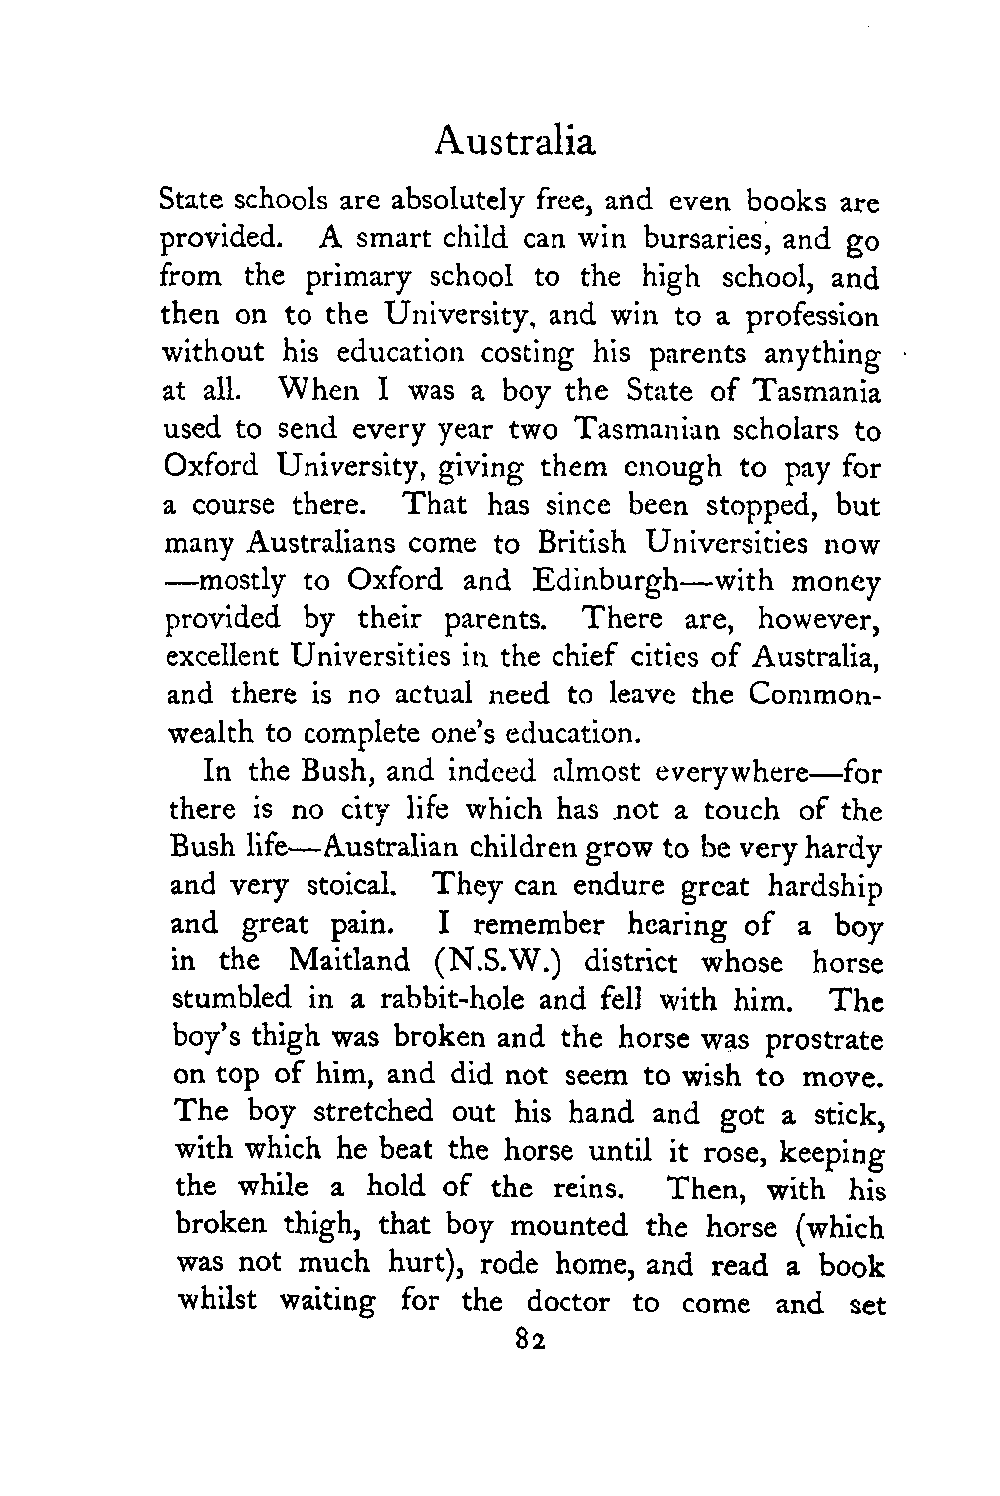 Australia
State schools are absolutely free, and even books are
provided. A smart child can win bursaries, and go
from the primary school to the high school, and
then on to the University, and win to a profession
without his education costing his parents anything
at all. When I was a boy the State of Tasmania
used to send every year two Tasmanian scholars to
Oxford University, giving them enough to pay for
a course there. That has since been stopped, but
many Australians come to British Universities now
—mostly to Oxford and Edinburgh—with money
provided by their parents. There are, however,
excellent Universities in the chief cities of Australia,
and there is no actual need to leave the Common-
wealth to complete one's education.
In the Bush, and indeed almost everywhere—for
there is no city life which has not a touch of the
Bush life—Australian children grow to be very hardy
and very stoical. They can endure great hardship
and great pain. I remember hearing of a boy
in the Maitland (N.S.W.) district whose horse
stumbled in a rabbit-hole and fell with him. The
boy's thigh was broken and the horse was prostrate
on top of him, and did not seem to wish to move.
The boy stretched out his hand and got a stick,
with which he beat the horse until it rose, keeping
the while a hold of the reins. Then, with his
broken thigh, that boy mounted the horse (which
was not much hurt), rode home, and read a book
whilst waiting for the doctor to come and set
82